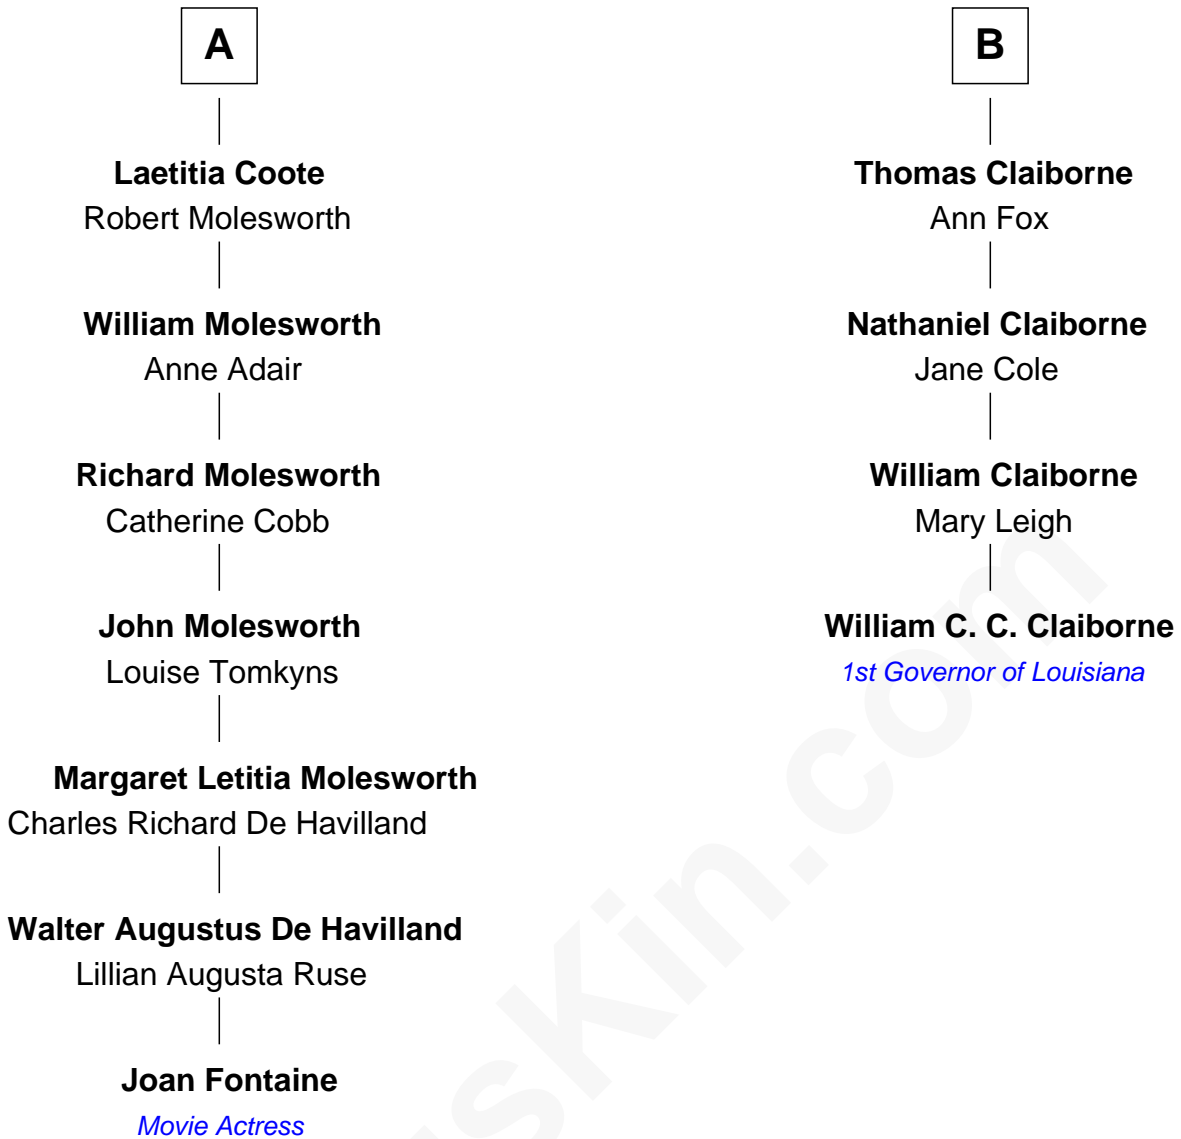 A
Laetitia Coote
Robert Molesworth
William Molesworth
Anne Adair
Richard Molesworth
Catherine Cobb
John Molesworth
Louise Tomkyns
Margaret Letitia Molesworth
Charles Richard De Havilland
Walter Augustus De Havilland
Lillian Augusta Ruse
Joan Fontaine
Movie Actress
B
Thomas Claiborne
Ann Fox
Nathaniel Claiborne
Jane Cole
William Claiborne
Mary Leigh
William C. C. Claiborne
1st Governor of Louisiana
usKin.com